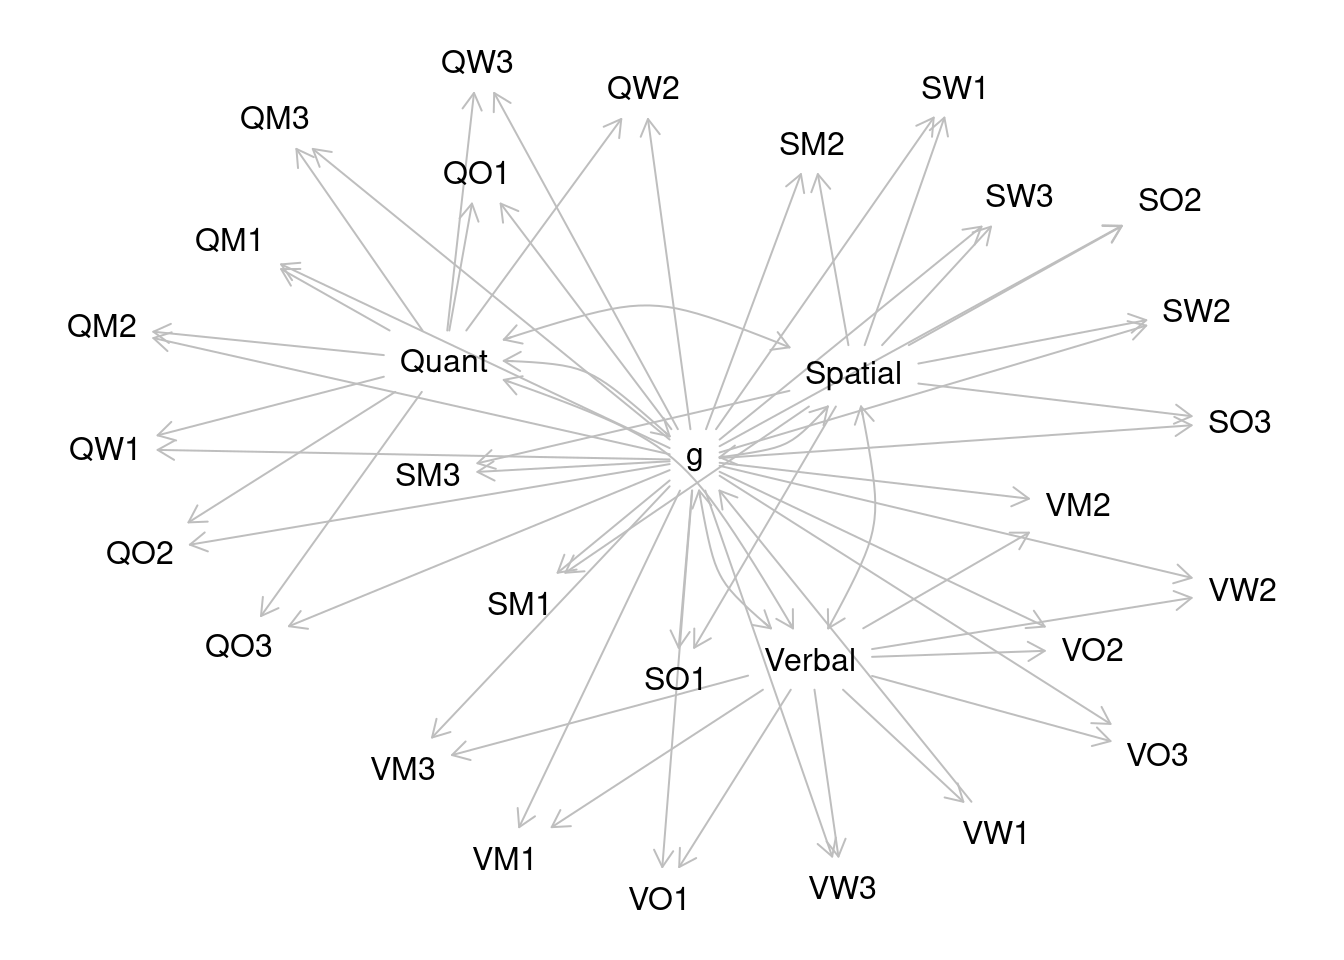 QW3
QW2
SW1
QM3
SM2
QO1
SW3
SO2
QM1
SW2
QM2
Quant
Spatial
SO3
QW1
g
SM3
VM2
QO2
VW2
SM1
QO3
VO2
Verbal
SO1
VO3
VM3
VW1
VM1
VW3
VO1